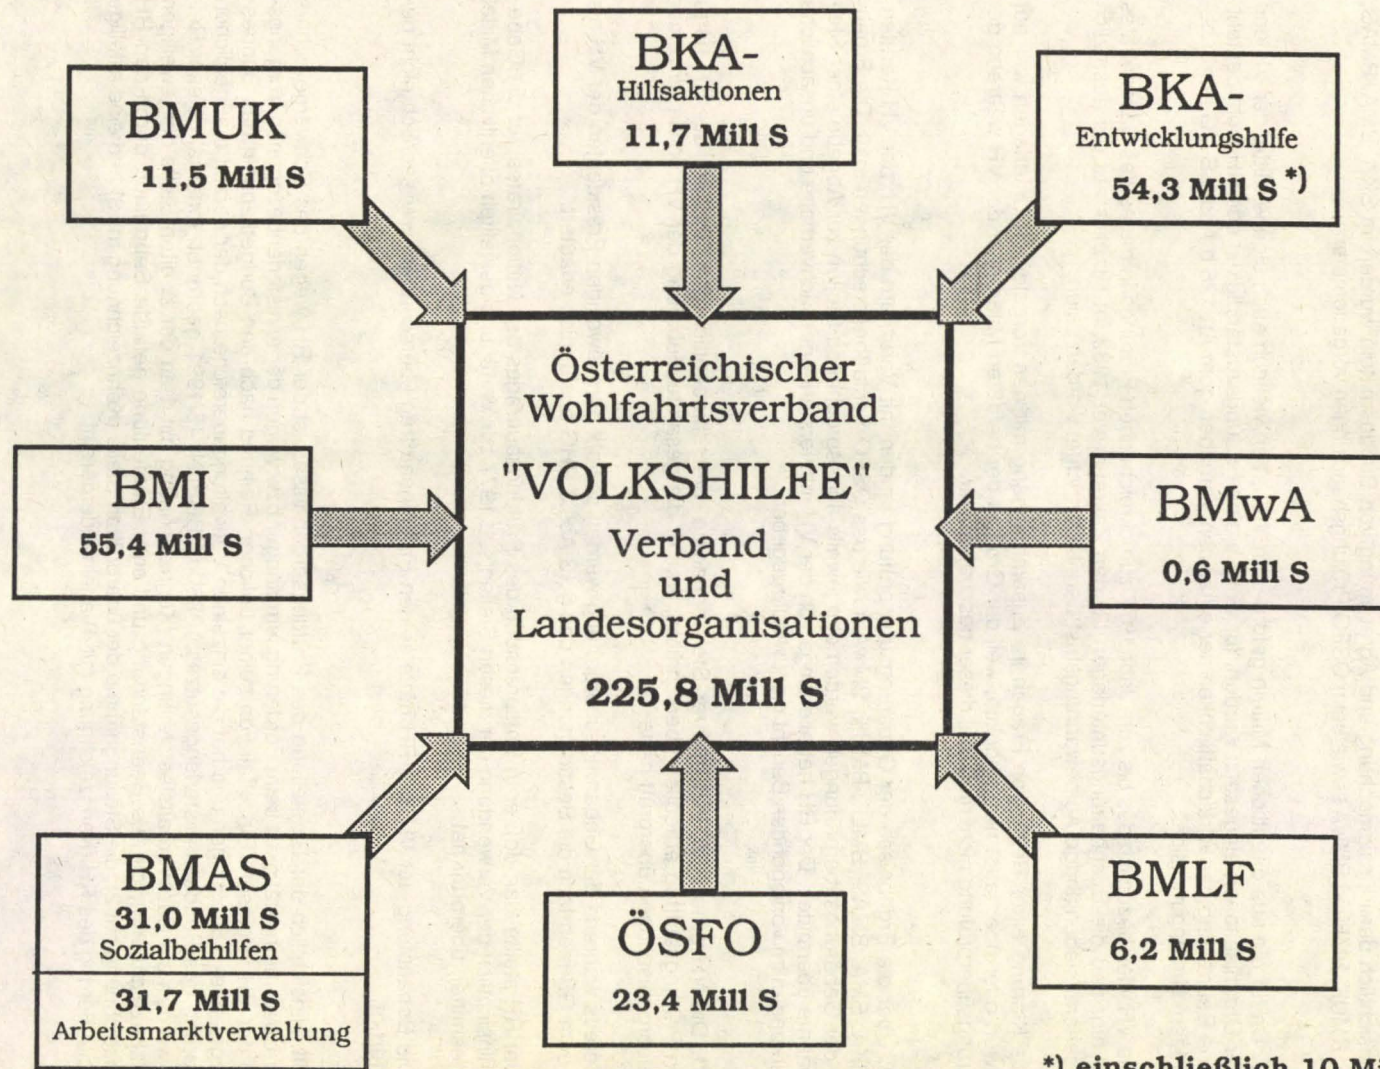 BKA-
Hilfsaktionen
11,7 Mill S
BMUK
11,5 Mill S
BKA-
Entwicklungshilfe
54,3 Mill S *)
Österreichischer
Wohlfahrtsverband
"VOLKSHILFE"
Verband
und
Landesorganisationen
225,8 Mill S
BMI
55,4 Mill S
BMwA
0,6 Mill S
BMAS
31,0 Mill S
Sozialbeihilfen
31,7 Mill S
Arbeitsmarktverwaltung
ÖSFO
23,4 Mill S
BMLF
6,2 Mill S
*) einschließlich 10